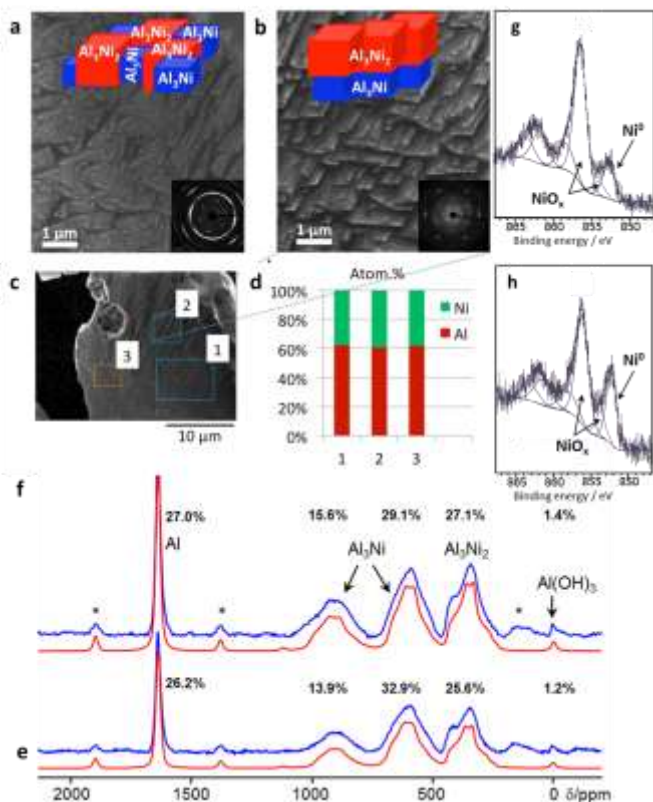 a
Al₃Ni₂
Al₃Ni
Al₃Ni₂
Al₃Ni
Al₃Ni₂
Al₃Ni
1 µm
b
Al₃Ni₂
Al₃Ni
1 µm
g
Ni⁰
NiOₓ
865 860 855 850
Binding energy / eV
c
2
3
1
10 µm
d
Atom.%
100%
80%
60%
40%
20%
0%
Ni
Al
1 2 3
h
Ni⁰
NiOₓ
865 860 855 850
Binding energy / eV
f
27.0% 15.6% 29.1% 27.1% 1.4%
Al Al₃Ni Al₃Ni₂ Al(OH)₃
* * *
26.2% 13.9% 32.9% 25.6% 1.2%
e
2000 1500 1000 500 0 δ/ppm